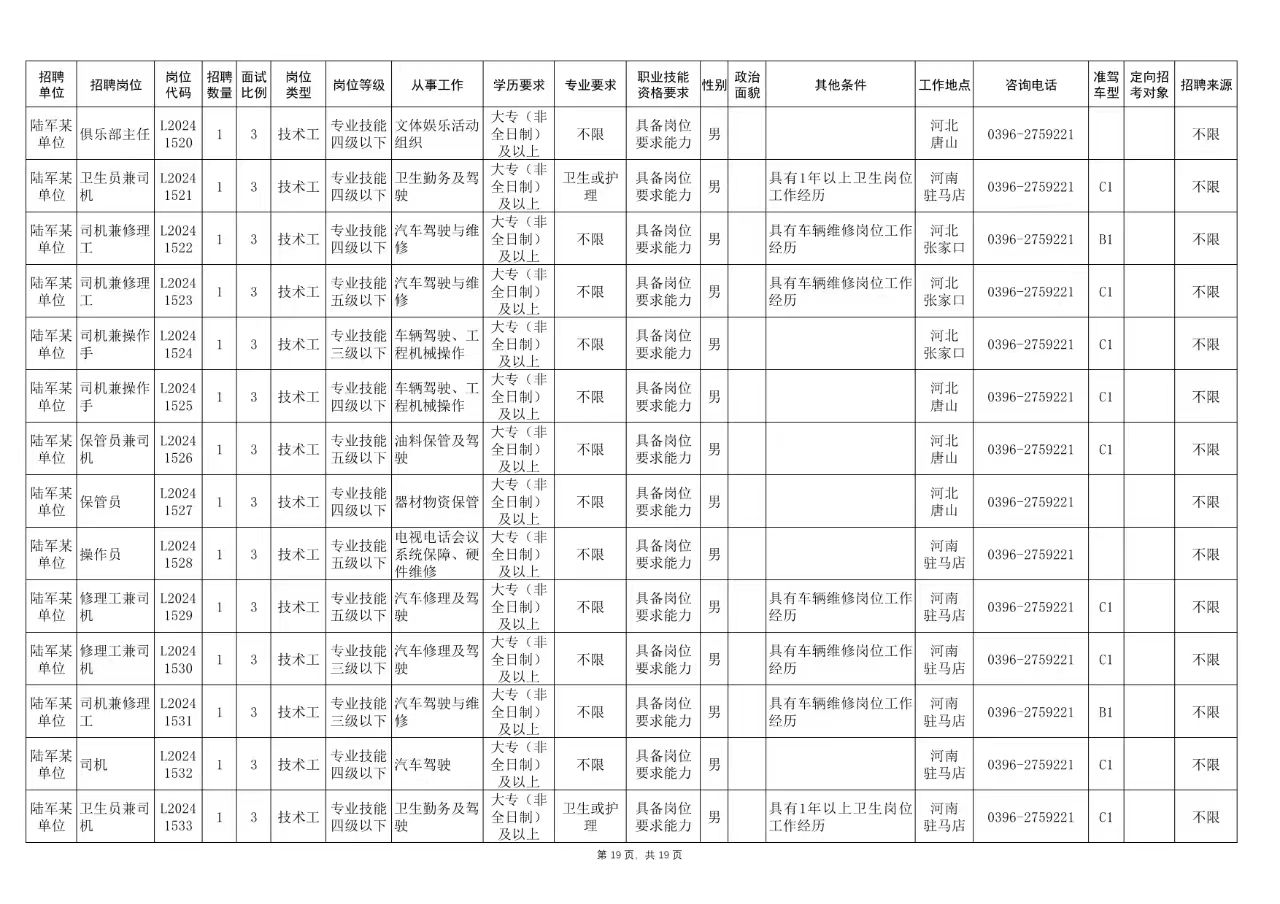 招聘单位 招聘岗位 岗位代码 招聘数量 面试比例 岗位类型 岗位等级 从事工作 学历要求 专业要求 职业技能资格要求 性别 政治面貌 其他条件 工作地点 咨询电话 准驾车型 定向招考对象 招聘来源
陆军某单位 俱乐部主任 L20241520 1 3 技术工 专业技能四级以下 文体娱乐活动组织 大专（非全日制）及以上 不限 具备岗位要求能力 男 河北唐山 0396-2759221 不限
陆军某单位 卫生员兼司机 L20241521 1 3 技术工 专业技能四级以下 卫生勤务及驾驶 大专（非全日制）及以上 卫生或护理 具备岗位要求能力 男 具有1年以上卫生岗位工作经历 河南驻马店 0396-2759221 C1 不限
陆军某单位 司机兼修理工 L20241522 1 3 技术工 专业技能四级以下 汽车驾驶与维修 大专（非全日制）及以上 不限 具备岗位要求能力 男 具有车辆维修岗位工作经历 河北张家口 0396-2759221 B1 不限
陆军某单位 司机兼修理工 L20241523 1 3 技术工 专业技能五级以下 汽车驾驶与维修 大专（非全日制）及以上 不限 具备岗位要求能力 男 具有车辆维修岗位工作经历 河北张家口 0396-2759221 C1 不限
陆军某单位 司机兼操作手 L20241524 1 3 技术工 专业技能三级以下 车辆驾驶、工程机械操作 大专（非全日制）及以上 不限 具备岗位要求能力 男 河北张家口 0396-2759221 C1 不限
陆军某单位 司机兼操作手 L20241525 1 3 技术工 专业技能四级以下 车辆驾驶、工程机械操作 大专（非全日制）及以上 不限 具备岗位要求能力 男 河北唐山 0396-2759221 C1 不限
陆军某单位 保管员兼司机 L20241526 1 3 技术工 专业技能五级以下 油料保管及驾驶 大专（非全日制）及以上 不限 具备岗位要求能力 男 河北唐山 0396-2759221 C1 不限
陆军某单位 保管员 L20241527 1 3 技术工 专业技能四级以下 器材物资保管 大专（非全日制）及以上 不限 具备岗位要求能力 男 河北唐山 0396-2759221 不限
陆军某单位 操作员 L20241528 1 3 技术工 专业技能五级以下 电视电话会议系统保障、硬件维修 大专（非全日制）及以上 不限 具备岗位要求能力 男 河南驻马店 0396-2759221 不限
陆军某单位 修理工兼司机 L20241529 1 3 技术工 专业技能五级以下 汽车修理及驾驶 大专（非全日制）及以上 不限 具备岗位要求能力 男 具有车辆维修岗位工作经历 河南驻马店 0396-2759221 C1 不限
陆军某单位 修理工兼司机 L20241530 1 3 技术工 专业技能三级以下 汽车修理及驾驶 大专（非全日制）及以上 不限 具备岗位要求能力 男 具有车辆维修岗位工作经历 河南驻马店 0396-2759221 C1 不限
陆军某单位 司机兼修理工 L20241531 1 3 技术工 专业技能三级以下 汽车驾驶与维修 大专（非全日制）及以上 不限 具备岗位要求能力 男 具有车辆维修岗位工作经历 河南驻马店 0396-2759221 B1 不限
陆军某单位 司机 L20241532 1 3 技术工 专业技能四级以下 汽车驾驶 大专（非全日制）及以上 不限 具备岗位要求能力 男 河南驻马店 0396-2759221 C1 不限
陆军某单位 卫生员兼司机 L20241533 1 3 技术工 专业技能四级以下 卫生勤务及驾驶 大专（非全日制）及以上 卫生或护理 具备岗位要求能力 男 具有1年以上卫生岗位工作经历 河南驻马店 0396-2759221 C1 不限
第 19 页，共 19 页